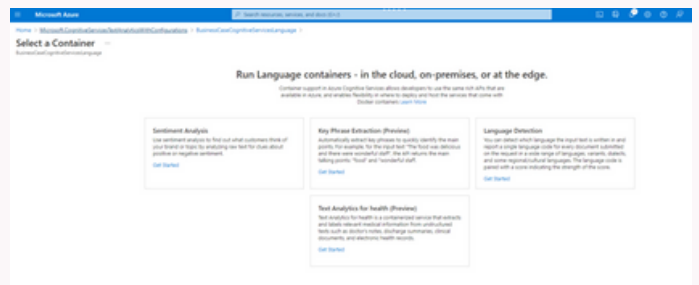 Microsoft Azure
Search resources, services, and docs (G+/)
Home > Microsoft.CognitiveServicesTextAnalyticsWithConfigurations > BusinessCaseCognitiveServicesLanguage >
Select a Container ...
BusinessCaseCognitiveServicesLanguage
Run Language containers - in the cloud, on-premises, or at the edge.
Container support in Azure Cognitive Services allows developers to use the same rich APIs that are
available in azure, and enables flexibility in where to deploy and host the services that come with
Docker containers Learn More
Sentiment Analysis
Use sentiment analysis to find out what customers think of
your brand or topic by analyzing raw text for clues about
positive or negative sentiment.
Get Started
Key Phrase Extraction (Preview)
Automatically extract key phrases to quickly identify the main
points. For example, for the input text "The food was delicious
and there were wonderful staff", the API returns the main
talking points: "food" and "wonderful staff".
Get Started
Language Detection
You can detect which language the input text is written in and
report a single language code for every document submitted
on the request in a wide range of languages, variants, dialects,
and some regional/cultural languages. The language code is
paired with a score indicating the strength of the score.
Get Started
Text Analytics for health (Preview)
Text Analytics for health is a containerized service that extracts
and labels relevant medical information from unstructured
texts such as doctor's notes, discharge summaries, clinical
documents, and electronic health records.
Get Started